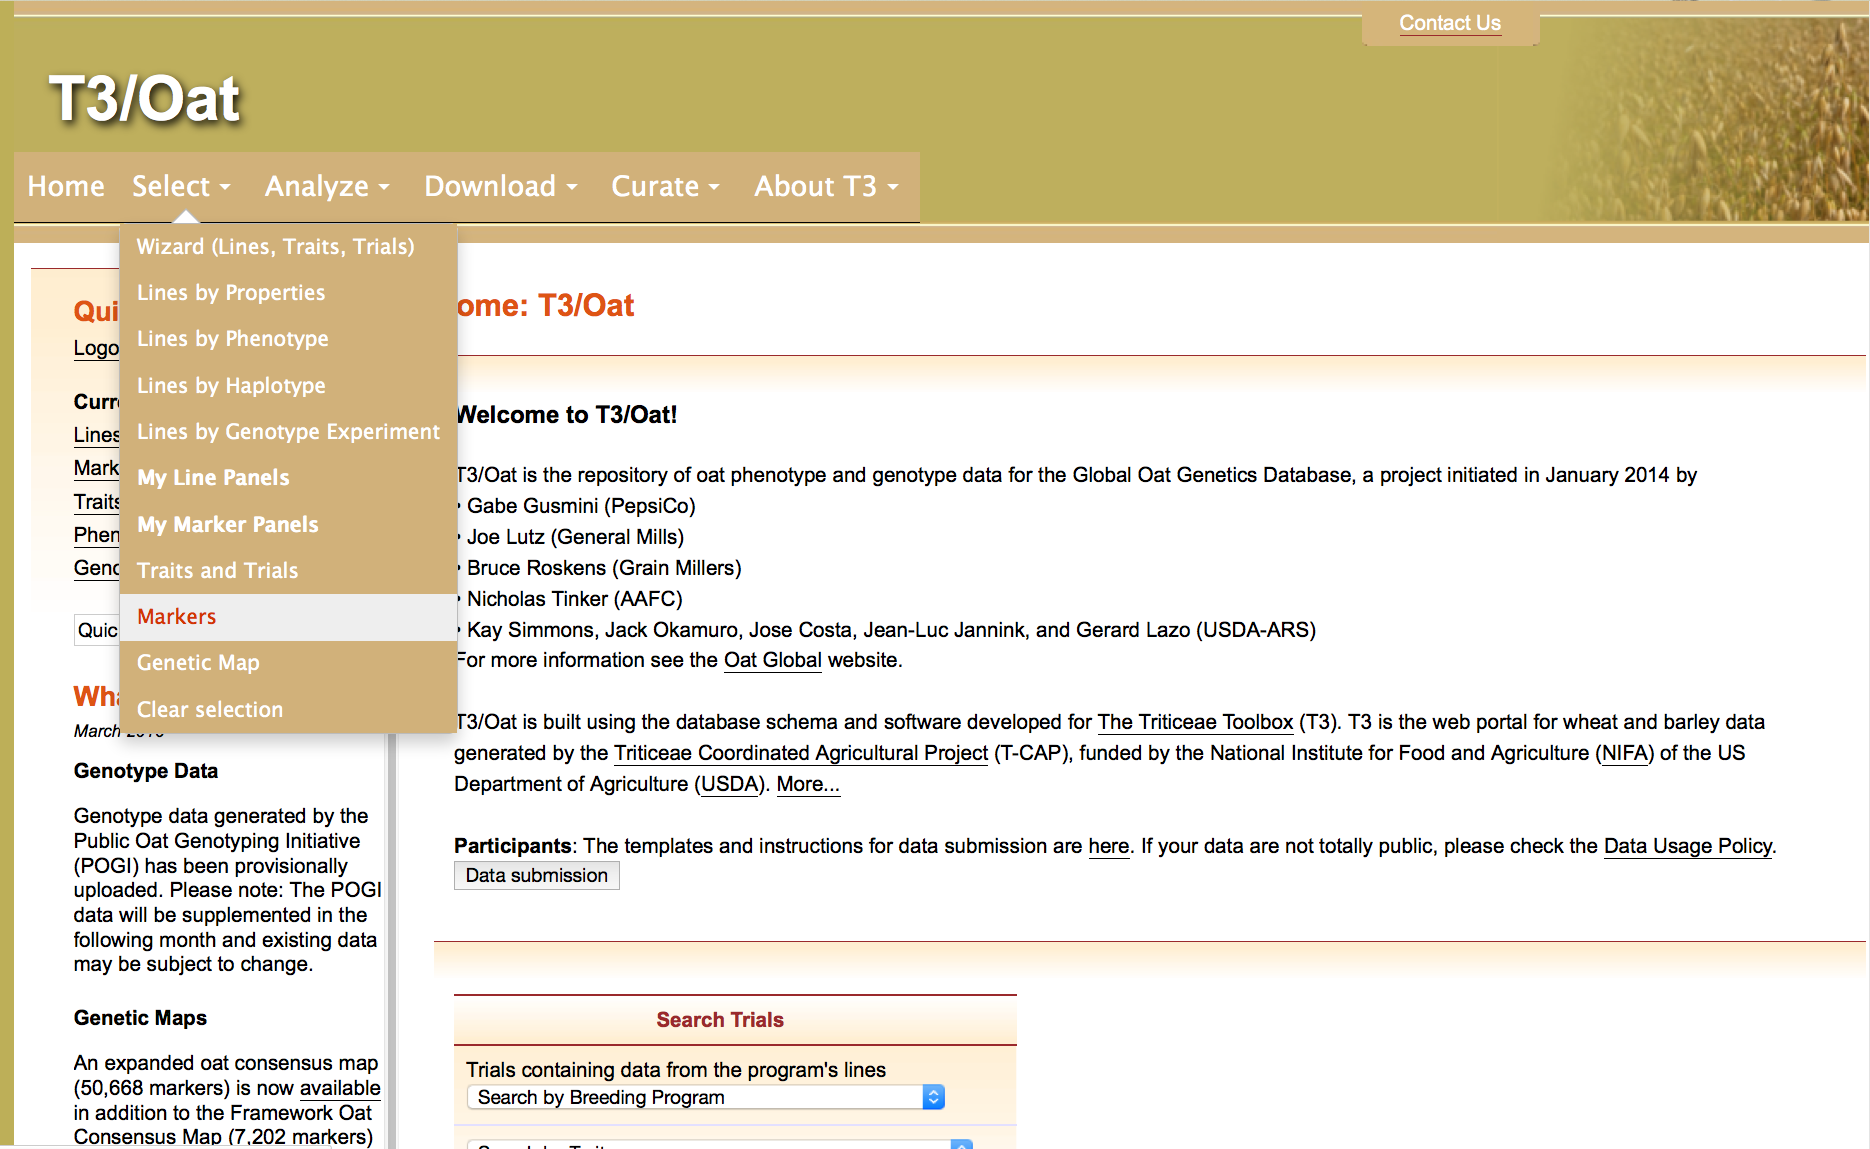 Contact Us
T3/Oat
Home Select Analyze Download Curate About T3
Wizard (Lines, Traits, Trials)
Lines by Properties
Lines by Phenotype
Lines by Haplotype
Lines by Genotype Experiment
My Line Panels
My Marker Panels
Traits and Trials
Markers
Genetic Map
Clear selection
Qui
Logo
Curr
Lines
Mark
Traits
Phen
Geno
Quic
Wha
March
Genotype Data
Genotype data generated by the
Public Oat Genotyping Initiative
(POGI) has been provisionally
uploaded. Please note: The POGI
data will be supplemented in the
following month and existing data
may be subject to change.
Genetic Maps
An expanded oat consensus map
(50,668 markers) is now available
in addition to the Framework Oat
Consensus Map (7,202 markers)
ome: T3/Oat
Welcome to T3/Oat!
T3/Oat is the repository of oat phenotype and genotype data for the Global Oat Genetics Database, a project initiated in January 2014 by
• Gabe Gusmini (PepsiCo)
• Joe Lutz (General Mills)
• Bruce Roskens (Grain Millers)
• Nicholas Tinker (AAFC)
• Kay Simmons, Jack Okamuro, Jose Costa, Jean-Luc Jannink, and Gerard Lazo (USDA-ARS)
For more information see the Oat Global website.
T3/Oat is built using the database schema and software developed for The Triticeae Toolbox (T3). T3 is the web portal for wheat and barley data
generated by the Triticeae Coordinated Agricultural Project (T-CAP), funded by the National Institute for Food and Agriculture (NIFA) of the US
Department of Agriculture (USDA). More...
Participants: The templates and instructions for data submission are here. If your data are not totally public, please check the Data Usage Policy.
Data submission
Search Trials
Trials containing data from the program's lines
Search by Breeding Program